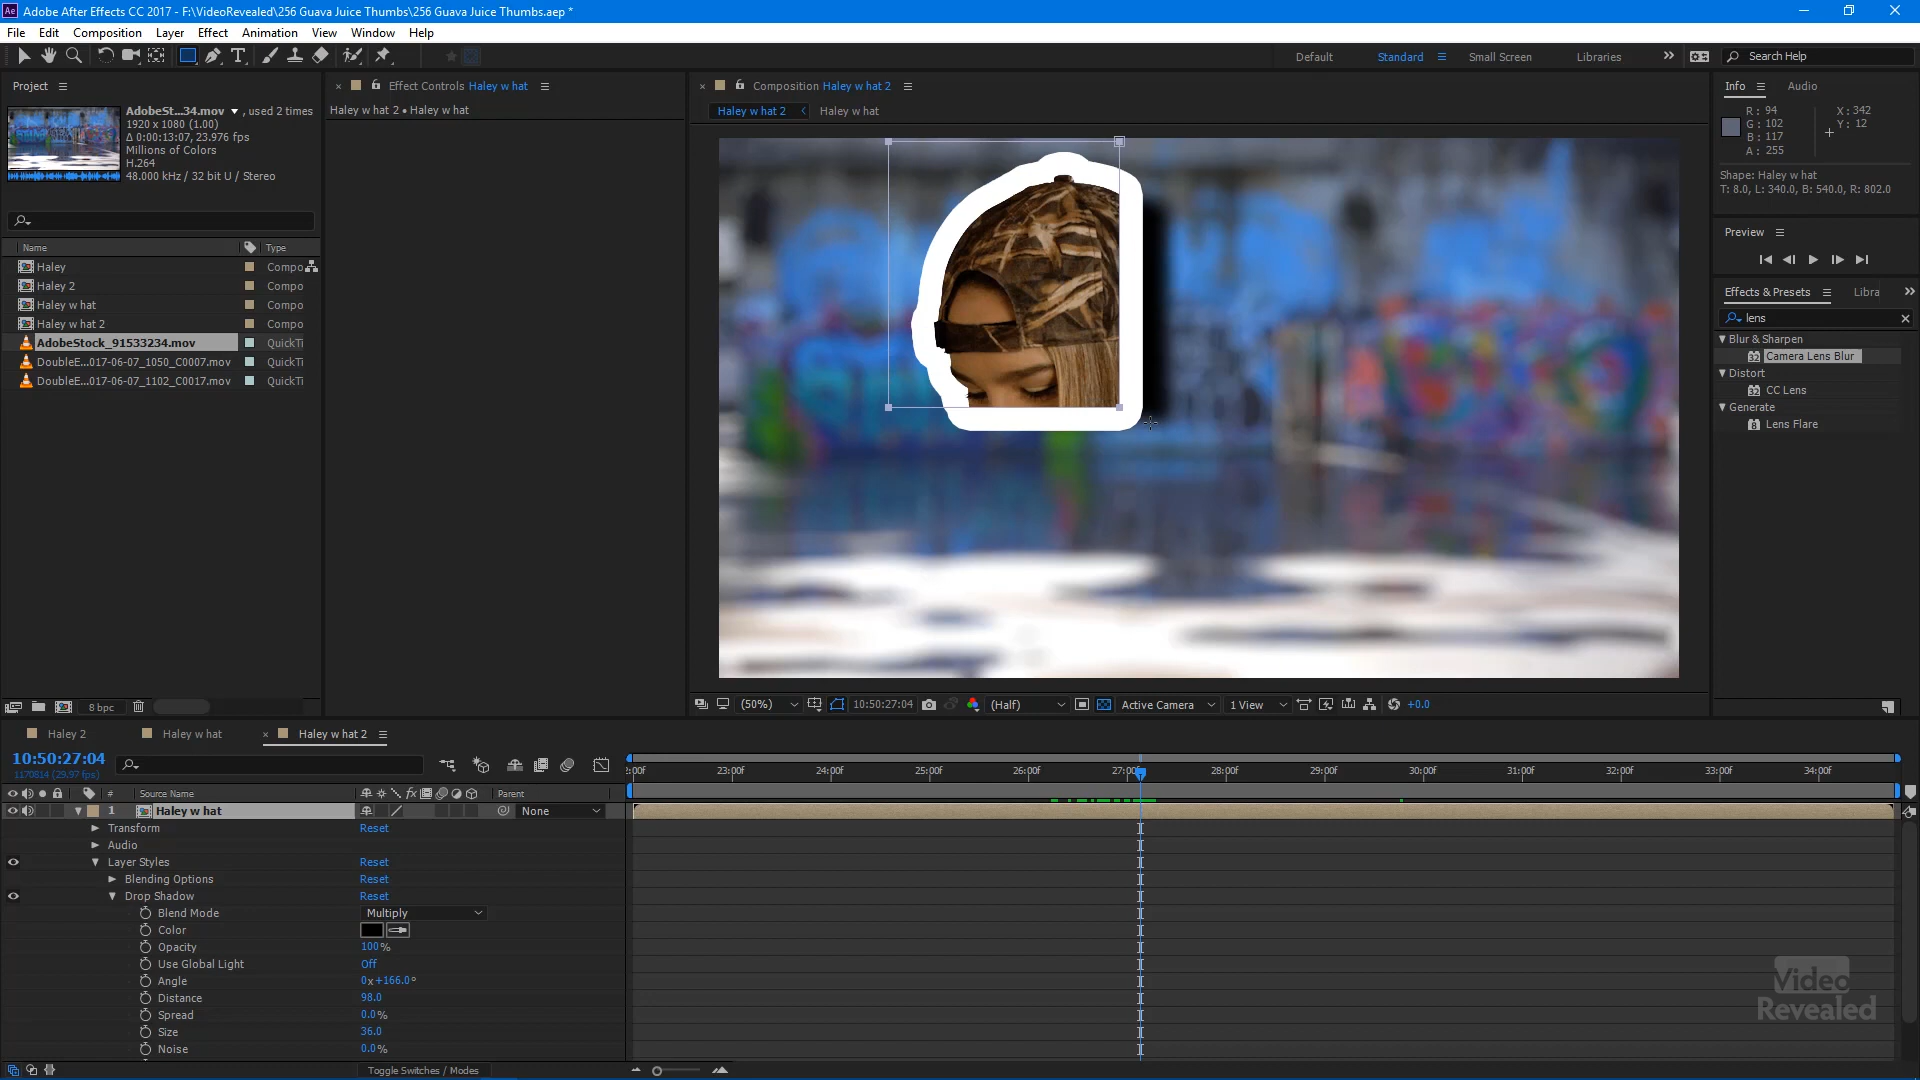 Ae Adobe After Effects CC 2017 - F:\VideoRevealed\256 Guava Juice Thumbs\256 Guava Juice Thumbs.aep *
File Edit Composition Layer Effect Animation View Window Help
Default Standard Small Screen Libraries Search Help
Project
AdobeSt...34.mov , used 2 times
1920 x 1080 (1.00)
Δ 0:00:13:07, 23.976 fps
Millions of Colors
H.264
48.000 kHz / 32 bit U / Stereo
Name Type
Haley Compo
Haley 2 Compo
Haley w hat Compo
Haley w hat 2 Compo
AdobeStock_91533234.mov QuickTi
DoubleE...017-06-07_1050_C0007.mov QuickTi
DoubleE...017-06-07_1102_C0017.mov QuickTi
8 bpc
Effect Controls Haley w hat
Haley w hat 2 • Haley w hat
Composition Haley w hat 2
Haley w hat 2 Haley w hat
(50%) 10:50:27:04 (Half) Active Camera 1 View +0.0
Info Audio
R: 94 X: 342
G: 102 Y: 12
B: 117
A: 255
Shape: Haley w hat
T: 8.0, L: 340.0, B: 540.0, R: 802.0
Preview
Effects & Presets Libra
lens
Blur & Sharpen
32 Camera Lens Blur
Distort
32 CC Lens
Generate
8 Lens Flare
Haley 2 Haley w hat Haley w hat 2
10:50:27:04
1170814 (29.97 fps)
2:00f 23:00f 24:00f 25:00f 26:00f 27:00f 28:00f 29:00f 30:00f 31:00f 32:00f 33:00f 34:00f
# Source Name fx Parent
1 Haley w hat None
Transform Reset
Audio
Layer Styles Reset
Blending Options Reset
Drop Shadow Reset
Blend Mode Multiply
Color
Opacity 100%
Use Global Light Off
Angle 0x+166.0°
Distance 98.0
Spread 0.0%
Size 36.0
Noise 0.0%
Toggle Switches / Modes
Video
Revealed